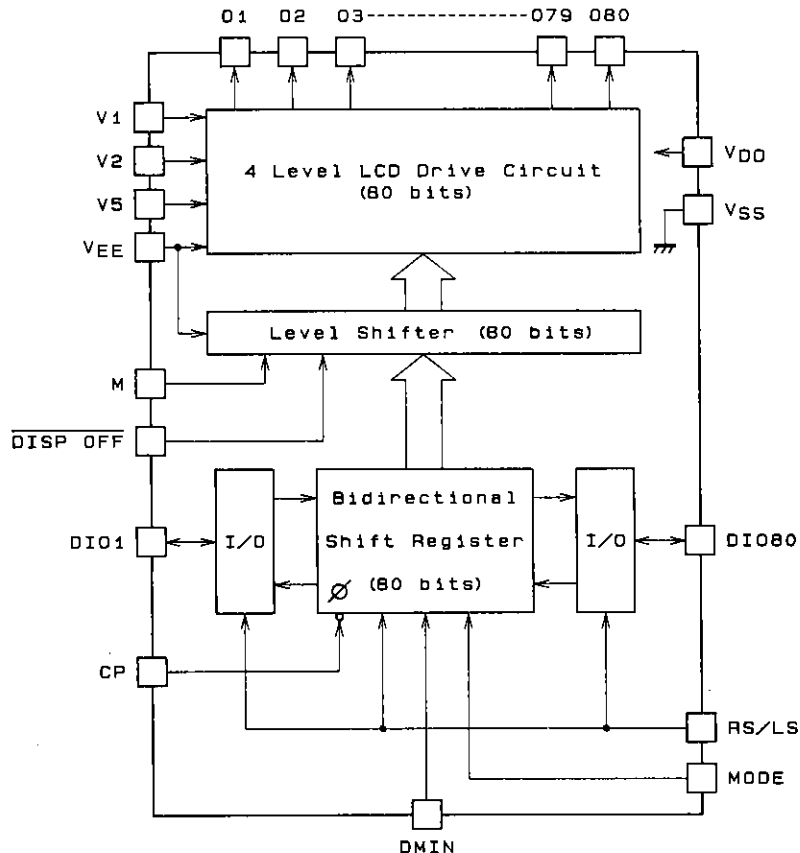 O1 O2 O3 O79 O80
V1
V2
V5
VEE
4 Level LCD Drive Circuit
(80 bits)
VDD
VSS
Level Shifter (80 bits)
M
DISP OFF
DIO1
I/O
Bidirectional
Shift Register
(80 bits)
ø
I/O
DIO80
CP
RS/LS
MODE
DMIN